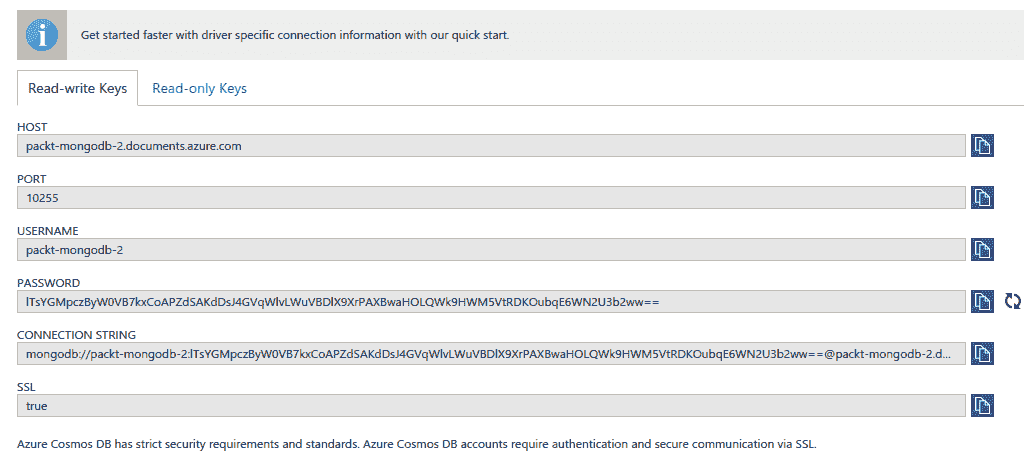 Get started faster with driver specific connection information with our quick start.
Read-write Keys Read-only Keys
HOST
packt-mongodb-2.documents.azure.com
PORT
10255
USERNAME
packt-mongodb-2
PASSWORD
lTsYGMpczByW0VB7kxCoAPZdSAKdDsJ4GVqWlvLWuVBDlX9XrPAXBwaHOLQWk9HWM5VtRDKOubqE6WN2U3b2ww==
CONNECTION STRING
mongodb://packt-mongodb-2:lTsYGMpczByW0VB7kxCoAPZdSAKdDsJ4GVqWlvLWuVBDlX9XrPAXBwaHOLQWk9HWM5VtRDKOubqE6WN2U3b2ww==@packt-mongodb-2.d...
SSL
true
Azure Cosmos DB has strict security requirements and standards. Azure Cosmos DB accounts require authentication and secure communication via SSL.